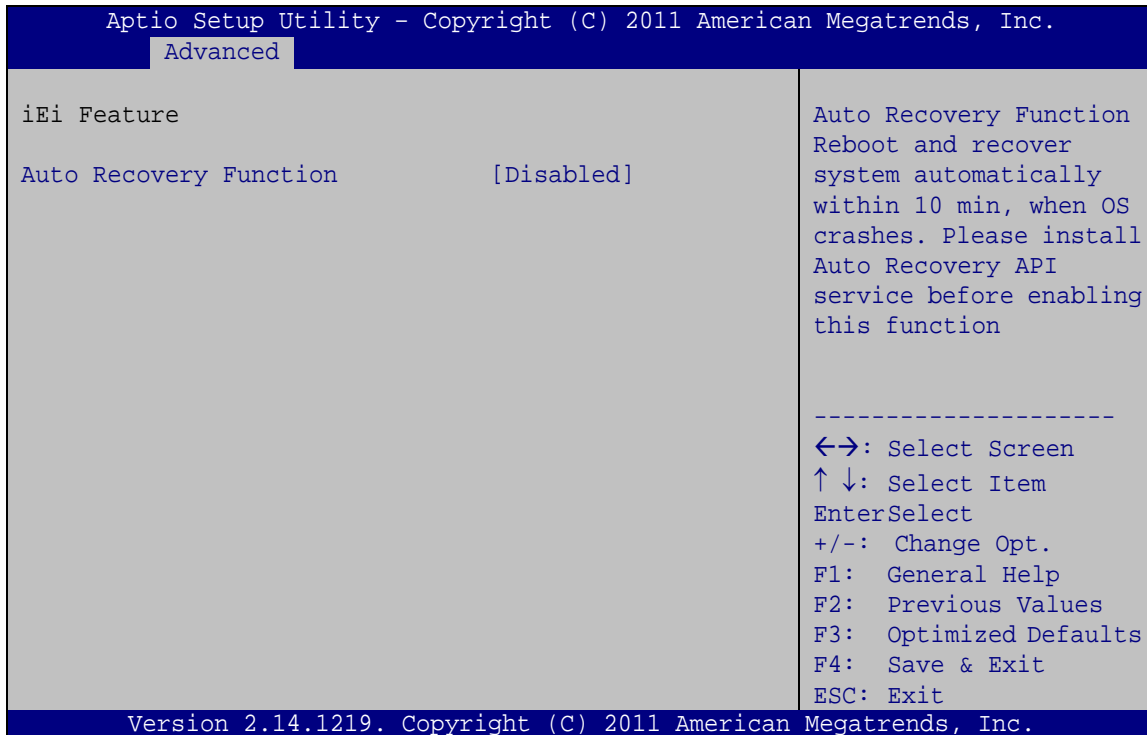 Aptio Setup Utility – Copyright (C) 2011 American Megatrends, Inc.
Advanced
iEi Feature
Auto Recovery Function [Disabled]
Auto Recovery Function
Reboot and recover
system automatically
within 10 min, when OS
crashes. Please install
Auto Recovery API
service before enabling
this function
---------------------
←→: Select Screen
↑ ↓: Select Item
EnterSelect
+/-: Change Opt.
F1: General Help
F2: Previous Values
F3: Optimized Defaults
F4: Save & Exit
ESC: Exit
Version 2.14.1219. Copyright (C) 2011 American Megatrends, Inc.